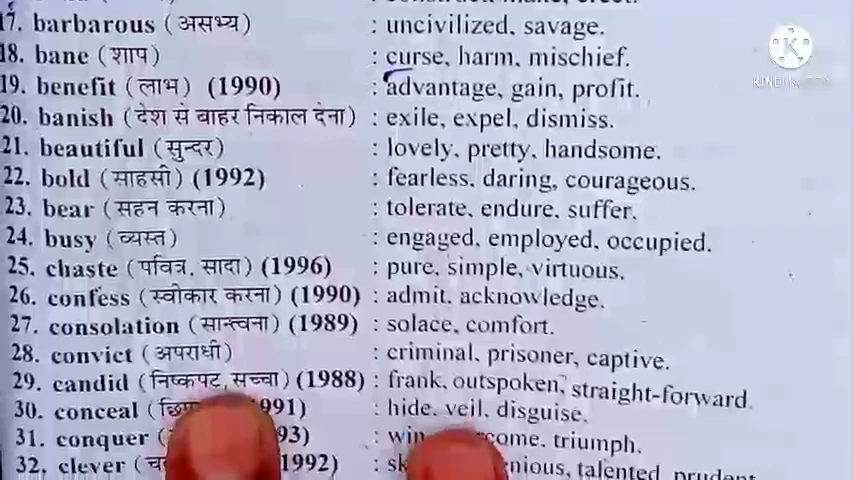 17. barbarous (असभ्य) : uncivilized, savage.
18. bane (शाप) : curse, harm, mischief.
19. benefit (लाभ) (1990) : advantage, gain, profit.
20. banish (देश से बाहर निकाल देना) : exile, expel, dismiss.
21. beautiful (सुन्दर) : lovely, pretty, handsome.
22. bold (साहसी) (1992) : fearless, daring, courageous.
23. bear (सहन करना) : tolerate, endure, suffer.
24. busy (व्यस्त) : engaged, employed, occupied.
25. chaste (पवित्र, सादा) (1996) : pure, simple, virtuous.
26. confess (स्वीकार करना) (1990) : admit, acknowledge.
27. consolation (सान्त्वना) (1989) : solace, comfort.
28. convict (अपराधी) : criminal, prisoner, captive.
29. candid (निष्कपट, सच्चा) (1988) : frank, outspoken, straight-forward.
30. conceal : hide, veil, disguise.
31. conquer : triumph.
32. clever 1992) : talented, prudent